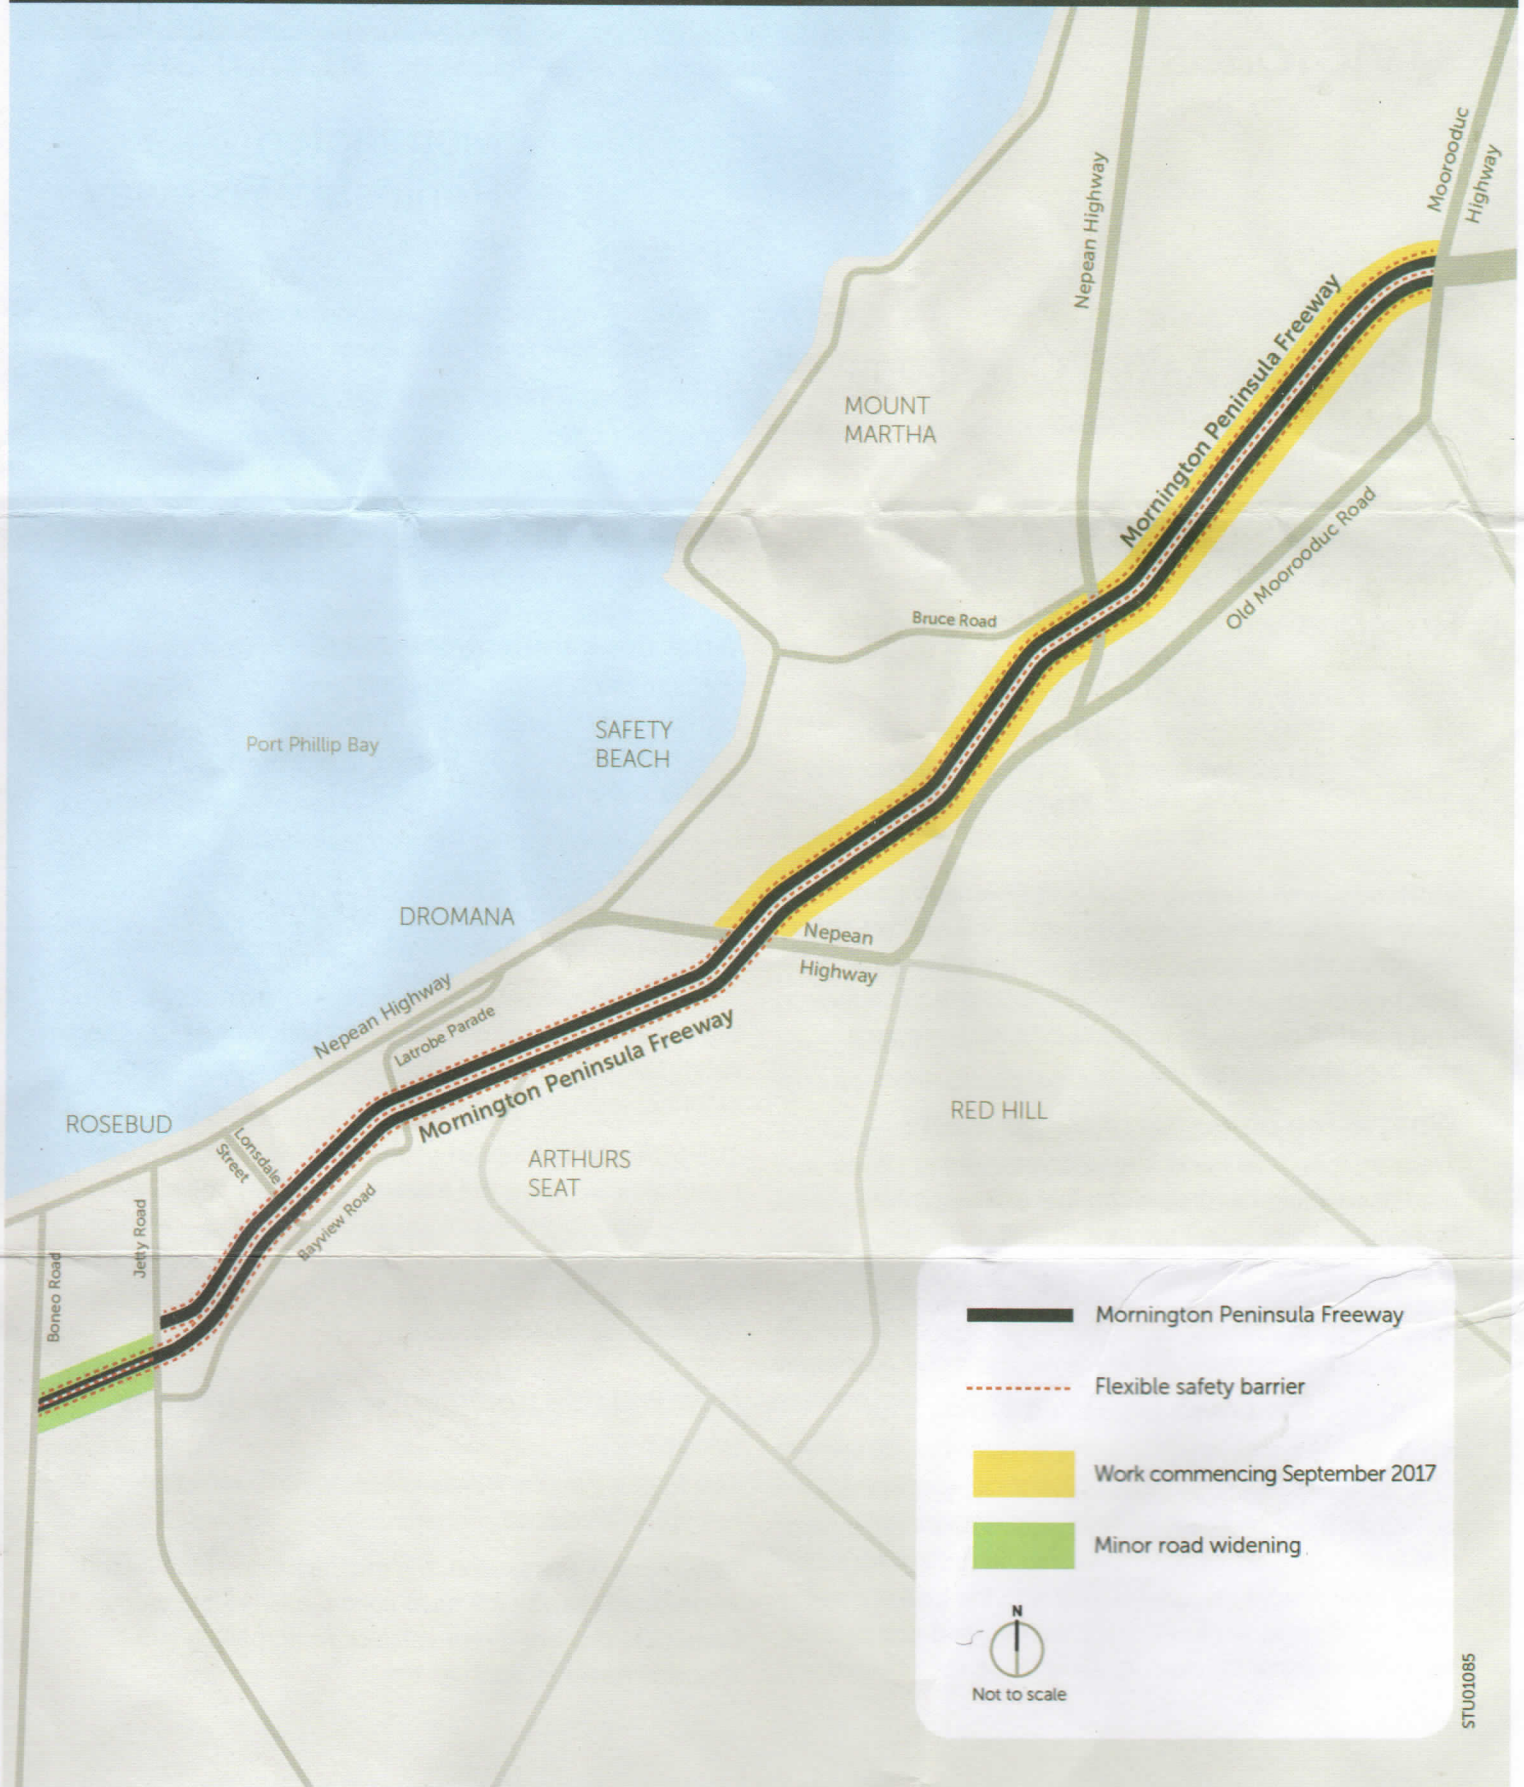 Moorooduc
Highway
Nepean Highway
Mornington Peninsula Freeway
MOUNT
MARTHA
Old Moorooduc Road
Bruce Road
SAFETY
BEACH
Port Phillip Bay
DROMANA
Nepean
Highway
Nepean Highway
Latrobe Parade
Mornington Peninsula Freeway
ROSEBUD
RED HILL
Lonsdale
Street
ARTHURS
SEAT
Bayview Road
Jetty Road
Boneo Road
Mornington Peninsula Freeway
Flexible safety barrier
Work commencing September 2017
Minor road widening
N
Not to scale
STU01085